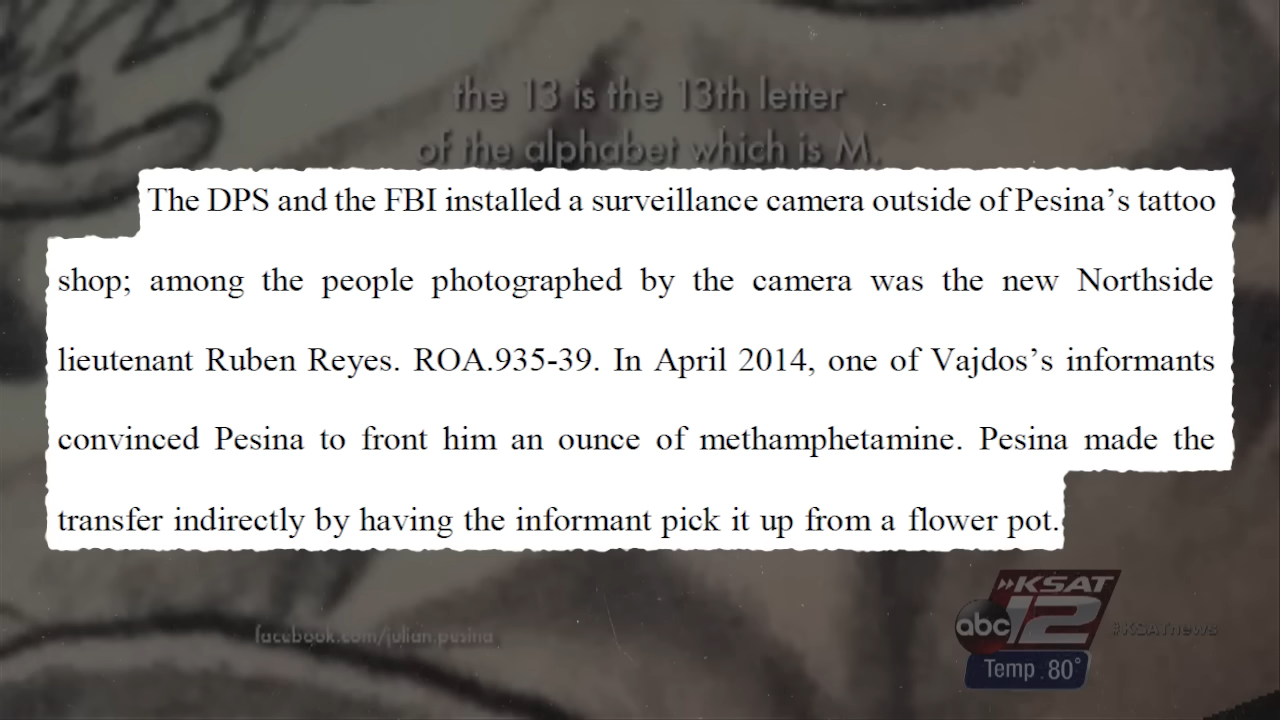 the 13 is the 13th letter
of the alphabet which is M.
The DPS and the FBI installed a surveillance camera outside of Pesina's tattoo
shop; among the people photographed by the camera was the new Northside
lieutenant Ruben Reyes. ROA.935-39. In April 2014, one of Vajdos's informants
convinced Pesina to front him an ounce of methamphetamine. Pesina made the
transfer indirectly by having the informant pick it up from a flower pot.
facebook.com/julian.pesina
»KSAT
abc 12
#KSATnews
Temp. 80°